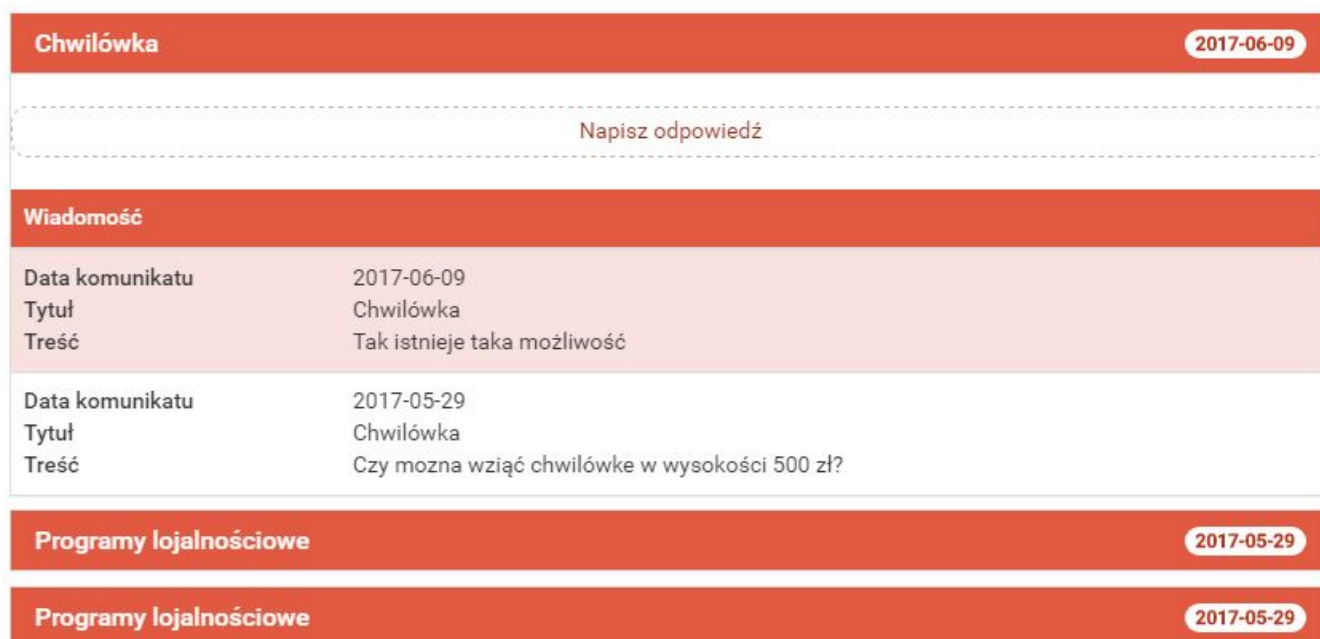 Chwilówka 2017-06-09
Napisz odpowiedź
Wiadomość
Data komunikatu 2017-06-09
Tytuł Chwilówka
Treść Tak istnieje taka możliwość
Data komunikatu 2017-05-29
Tytuł Chwilówka
Treść Czy mozna wziąć chwilówke w wysokości 500 zł?
Programy lojalnościowe 2017-05-29
Programy lojalnościowe 2017-05-29